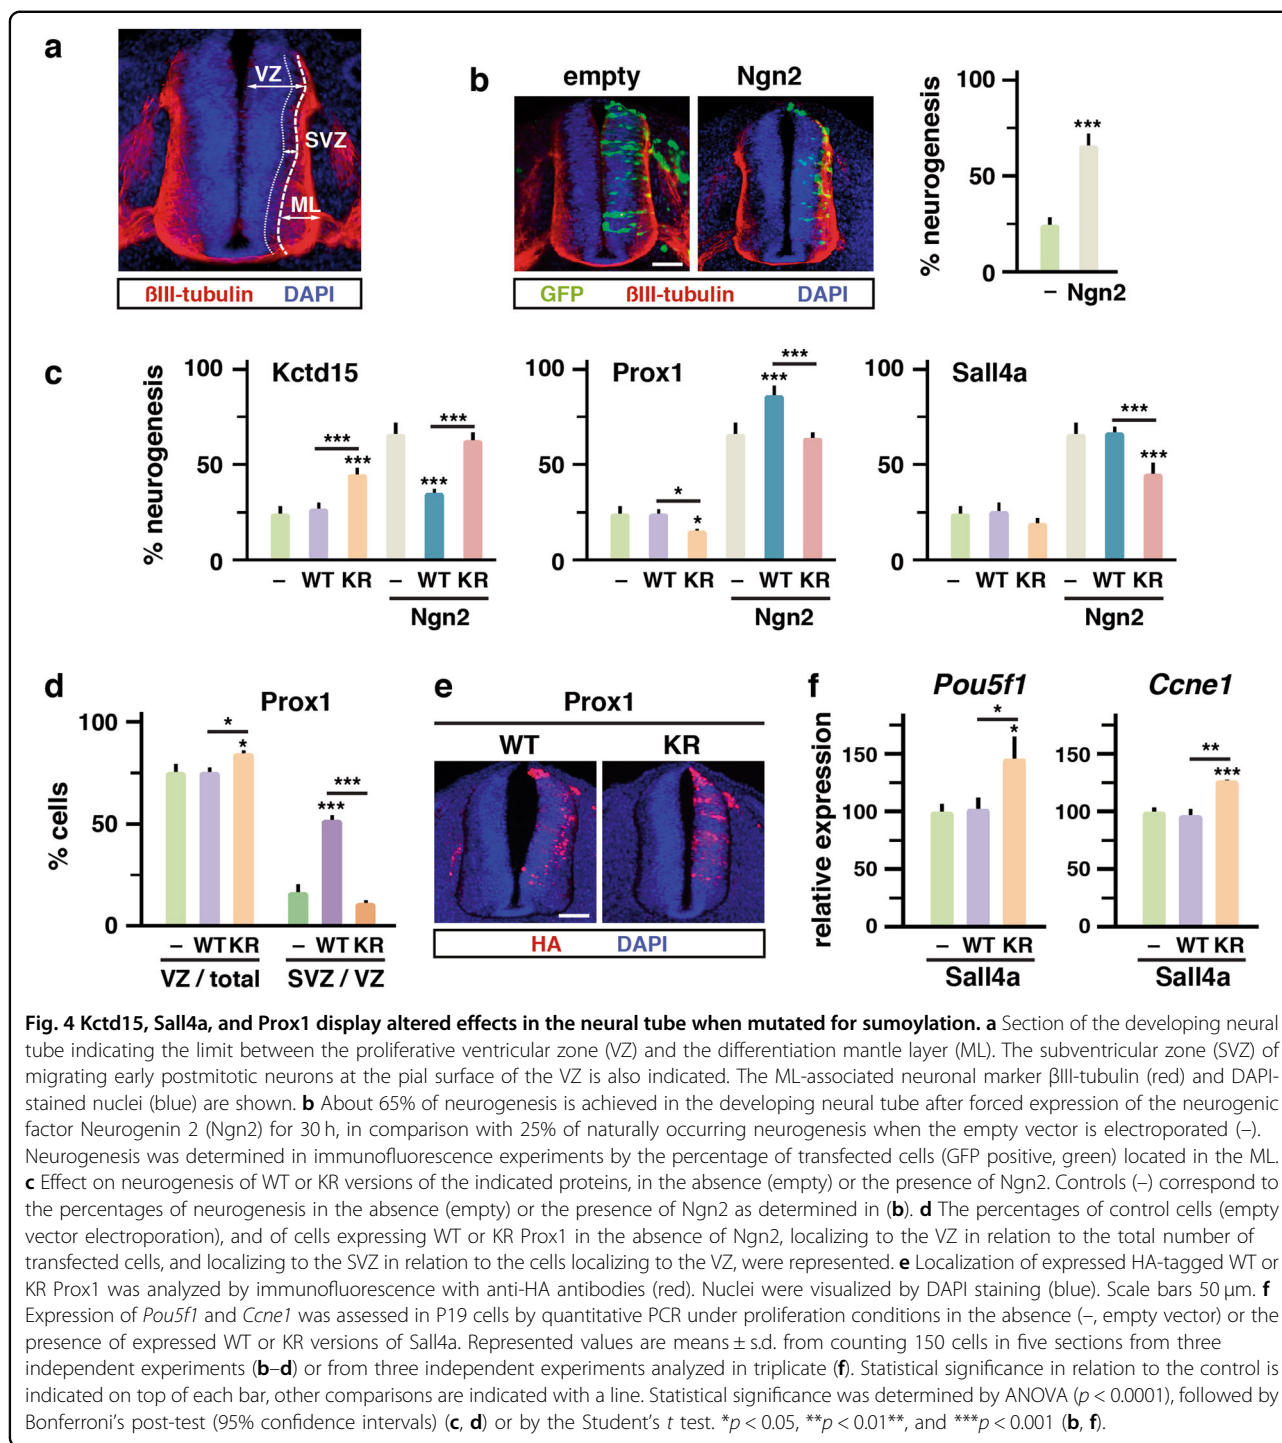 a
VZ
SVZ
ML
ßIII-tubulin DAPI
b
empty Ngn2
GFP ßIII-tubulin DAPI
% neurogenesis
100
50
0
***
– Ngn2
c
% neurogenesis
Kctd15
100
50
0
***
***
***
***
– WT KR – WT KR
Ngn2
Prox1
100
50
0
*
*
***
***
– WT KR – WT KR
Ngn2
Sall4a
100
50
0
***
***
– WT KR – WT KR
Ngn2
d
Prox1
% cells
100
50
0
*
*
***
***
– WT KR – WT KR
VZ / total SVZ / VZ
e
Prox1
WT KR
HA DAPI
f
relative expression
Pou5f1
150
100
50
0
*
*
– WT KR
Sall4a
Ccne1
150
100
50
0
**
***
– WT KR
Sall4a
Fig. 4 Kctd15, Sall4a, and Prox1 display altered effects in the neural tube when mutated for sumoylation. a Section of the developing neural
tube indicating the limit between the proliferative ventricular zone (VZ) and the differentiation mantle layer (ML). The subventricular zone (SVZ) of
migrating early postmitotic neurons at the pial surface of the VZ is also indicated. The ML-associated neuronal marker βIII-tubulin (red) and DAPI-
stained nuclei (blue) are shown. b About 65% of neurogenesis is achieved in the developing neural tube after forced expression of the neurogenic
factor Neurogenin 2 (Ngn2) for 30 h, in comparison with 25% of naturally occurring neurogenesis when the empty vector is electroporated (–).
Neurogenesis was determined in immunofluorescence experiments by the percentage of transfected cells (GFP positive, green) located in the ML.
c Effect on neurogenesis of WT or KR versions of the indicated proteins, in the absence (empty) or the presence of Ngn2. Controls (–) correspond to
the percentages of neurogenesis in the absence (empty) or the presence of Ngn2 as determined in (b). d The percentages of control cells (empty
vector electroporation), and of cells expressing WT or KR Prox1 in the absence of Ngn2, localizing to the VZ in relation to the total number of
transfected cells, and localizing to the SVZ in relation to the cells localizing to the VZ, were represented. e Localization of expressed HA-tagged WT or
KR Prox1 was analyzed by immunofluorescence with anti-HA antibodies (red). Nuclei were visualized by DAPI staining (blue). Scale bars 50 μm. f
Expression of Pou5f1 and Ccne1 was assessed in P19 cells by quantitative PCR under proliferation conditions in the absence (–, empty vector) or the
presence of expressed WT or KR versions of Sall4a. Represented values are means ± s.d. from counting 150 cells in five sections from three
independent experiments (b–d) or from three independent experiments analyzed in triplicate (f). Statistical significance in relation to the control is
indicated on top of each bar, other comparisons are indicated with a line. Statistical significance was determined by ANOVA (p < 0.0001), followed by
Bonferroni's post-test (95% confidence intervals) (c, d) or by the Student's t test. *p < 0.05, **p < 0.01**, and ***p < 0.001 (b, f).